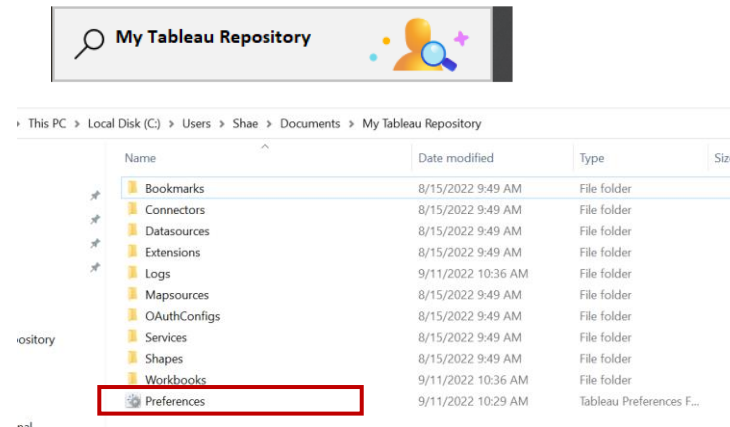 My Tableau Repository
This PC > Local Disk (C:) > Users > Shae > Documents > My Tableau Repository
Name Date modified Type Siz
Bookmarks 8/15/2022 9:49 AM File folder
Connectors 8/15/2022 9:49 AM File folder
Datasources 8/15/2022 9:49 AM File folder
Extensions 8/15/2022 9:49 AM File folder
Logs 9/11/2022 10:36 AM File folder
Mapsources 8/15/2022 9:49 AM File folder
OAuthConfigs 8/15/2022 9:49 AM File folder
ository Services 8/15/2022 9:49 AM File folder
Shapes 8/15/2022 9:49 AM File folder
Workbooks 9/11/2022 10:36 AM File folder
Preferences 9/11/2022 10:29 AM Tableau Preferences F...